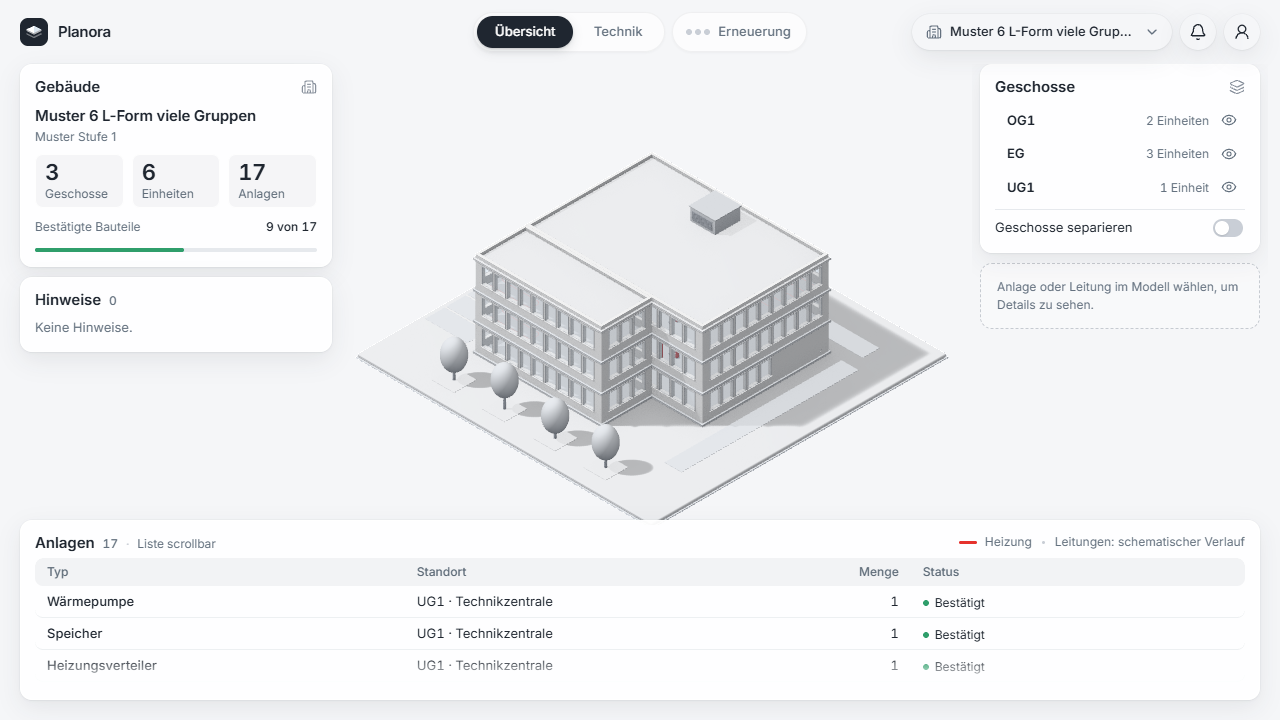 Planora
Übersicht
Technik
Erneuerung
Muster 6 L-Form viele Grup...
Gebäude
Muster 6 L-Form viele Gruppen
Muster Stufe 1
3
Geschosse
6
Einheiten
17
Anlagen
Bestätigte Bauteile
9 von 17
Hinweise 0
Keine Hinweise.
Geschosse
OG1 2 Einheiten
EG 3 Einheiten
UG1 1 Einheit
Geschosse separieren
Anlage oder Leitung im Modell wählen, um
Details zu sehen.
Anlagen 17 · Liste scrollbar
Heizung • Leitungen: schematischer Verlauf
Typ Standort Menge Status
Wärmepumpe UG1 · Technikzentrale 1 Bestätigt
Speicher UG1 · Technikzentrale 1 Bestätigt
Heizungsverteiler UG1 · Technikzentrale 1 Bestätigt